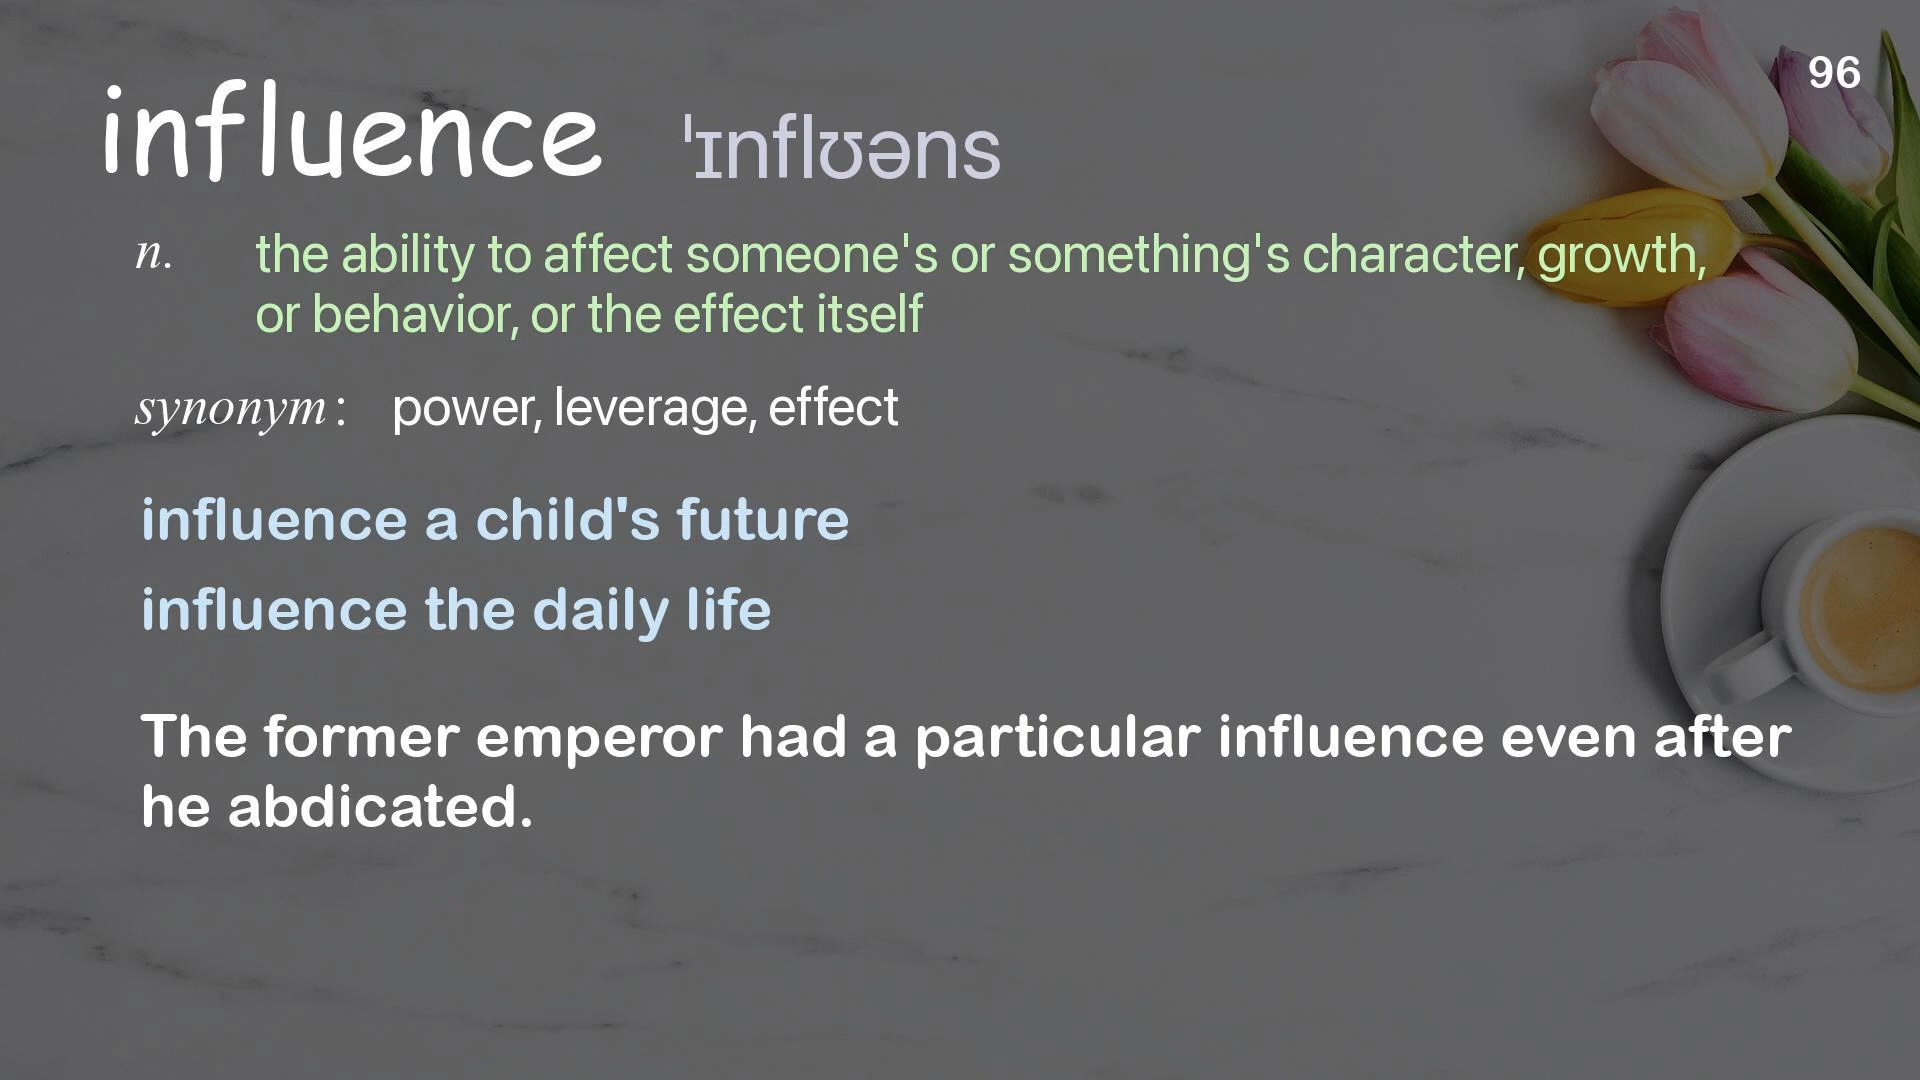 96
influence ˈɪnflʊəns
n. the ability to affect someone's or something's character, growth,
or behavior, or the effect itself
synonym: power, leverage, effect
influence a child's future
influence the daily life
The former emperor had a particular influence even after
he abdicated.